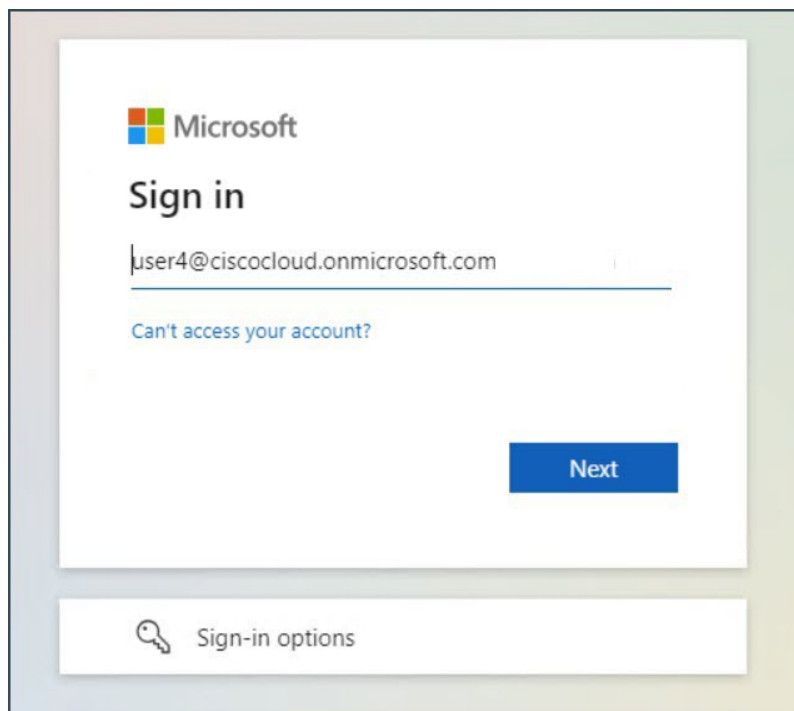 Microsoft
Sign in
user4@ciscocloud.onmicrosoft.com
Can't access your account?
Next
Sign-in options